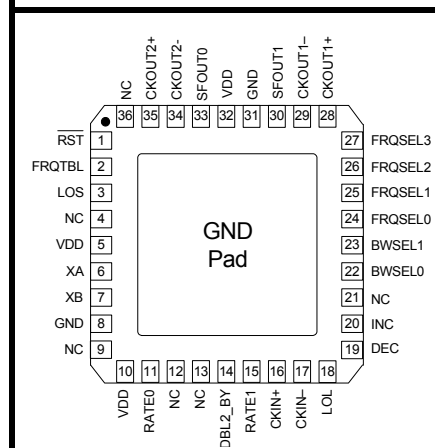 NC
CKOUT2+
CKOUT2-
SFOUT0
VDD
GND
SFOUT1
CKOUT1–
CKOUT1+
36 35 34 33 32 31 30 29 28
RST 1
FRQTBL 2
LOS 3
NC 4
VDD 5
XA 6
XB 7
GND 8
NC 9
GND
Pad
27 FRQSEL3
26 FRQSEL2
25 FRQSEL1
24 FRQSEL0
23 BWSEL1
22 BWSEL0
21 NC
20 INC
19 DEC
10 11 12 13 14 15 16 17 18
VDD
RATE0
NC
NC
DBL2_BY
RATE1
CKIN+
CKIN–
LOL